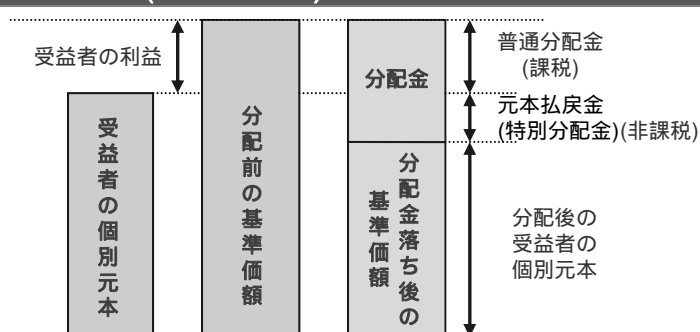 受益者の利益
普通分配金
(課税)
分配金
元本払戻金
(特別分配金)(非課税)
受益者の個別元本
分配前の基準価額
分配金落ち後の
基準価額
分配後の
受益者の
個別元本